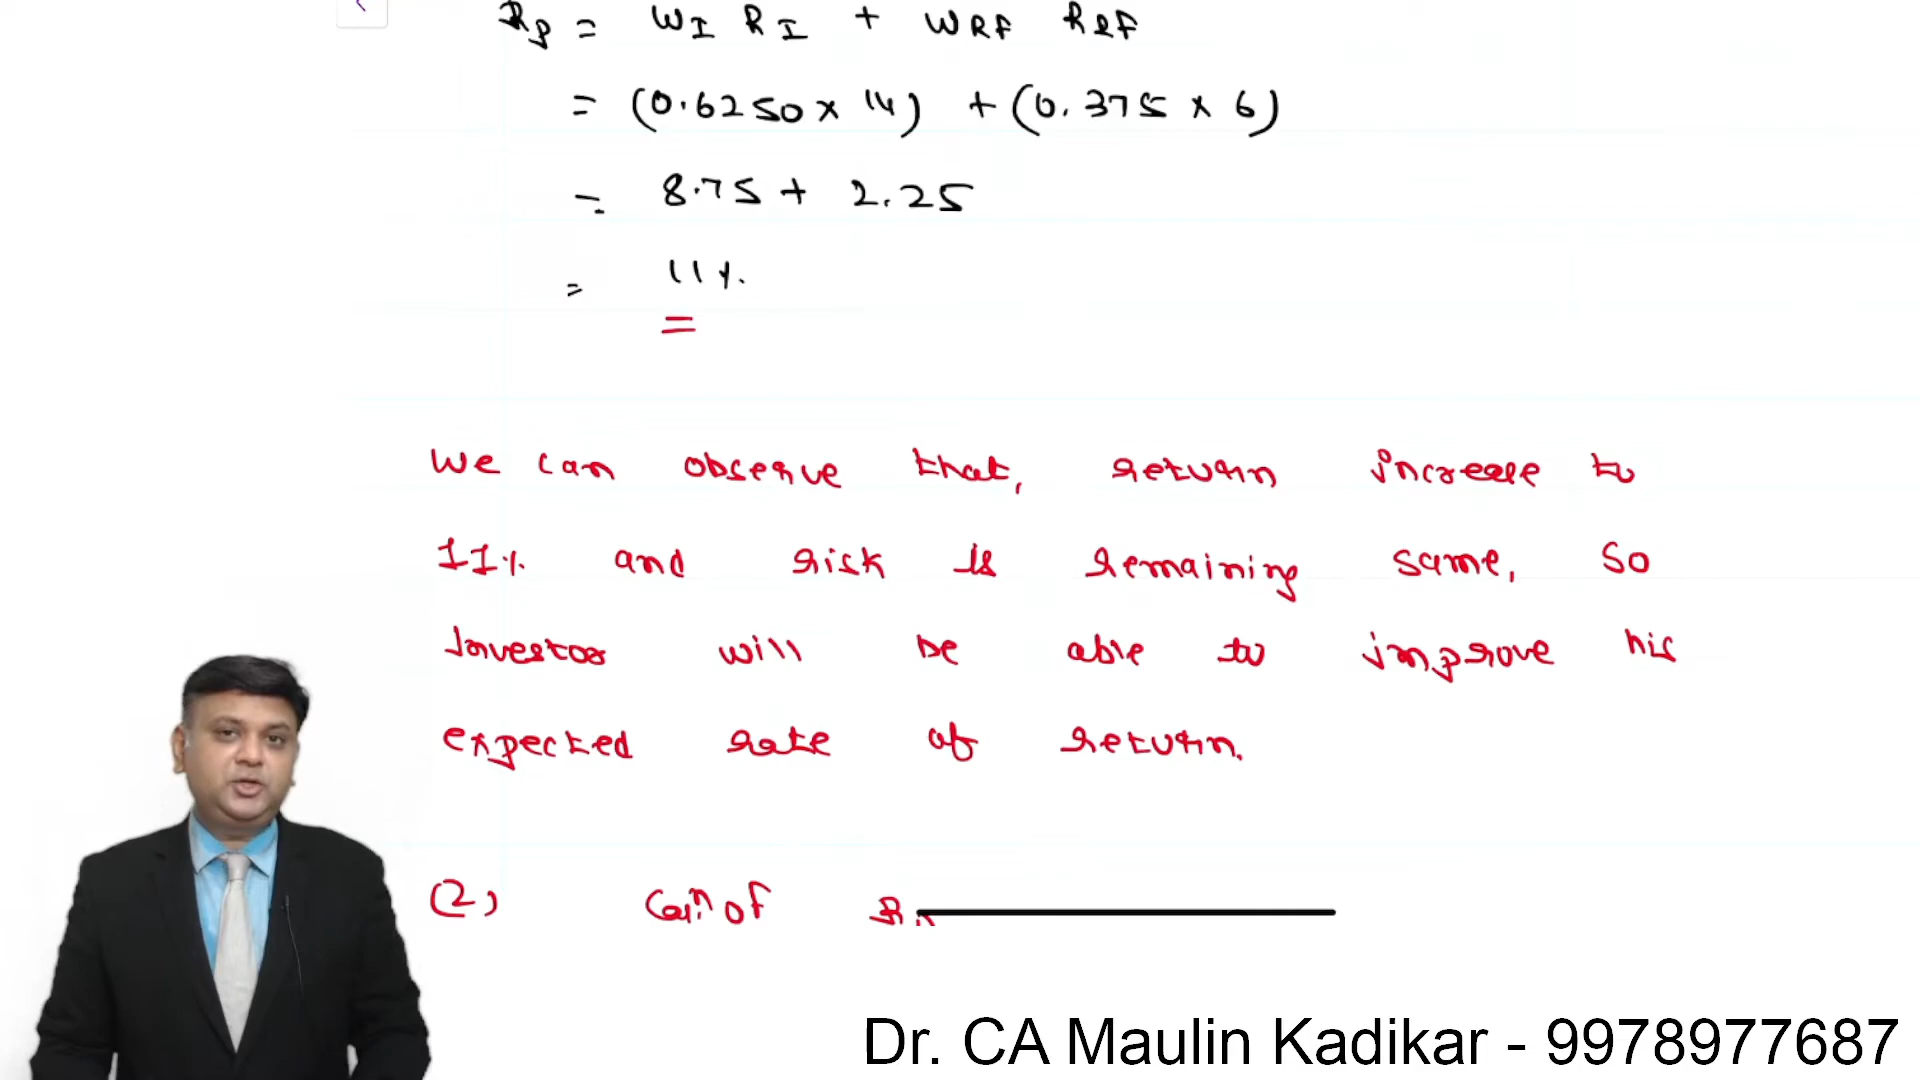 Rp = WI RI + WRF RRF
= (0.6250 × 14) + (0.375 × 6)
= 8.75 + 2.25
= 11%
We can observe that, return increase to
11% and risk is remaining same, so
Investor will be able to improve his
expected rate of return.
(2) of
Dr. CA Maulin Kadikar - 9978977687